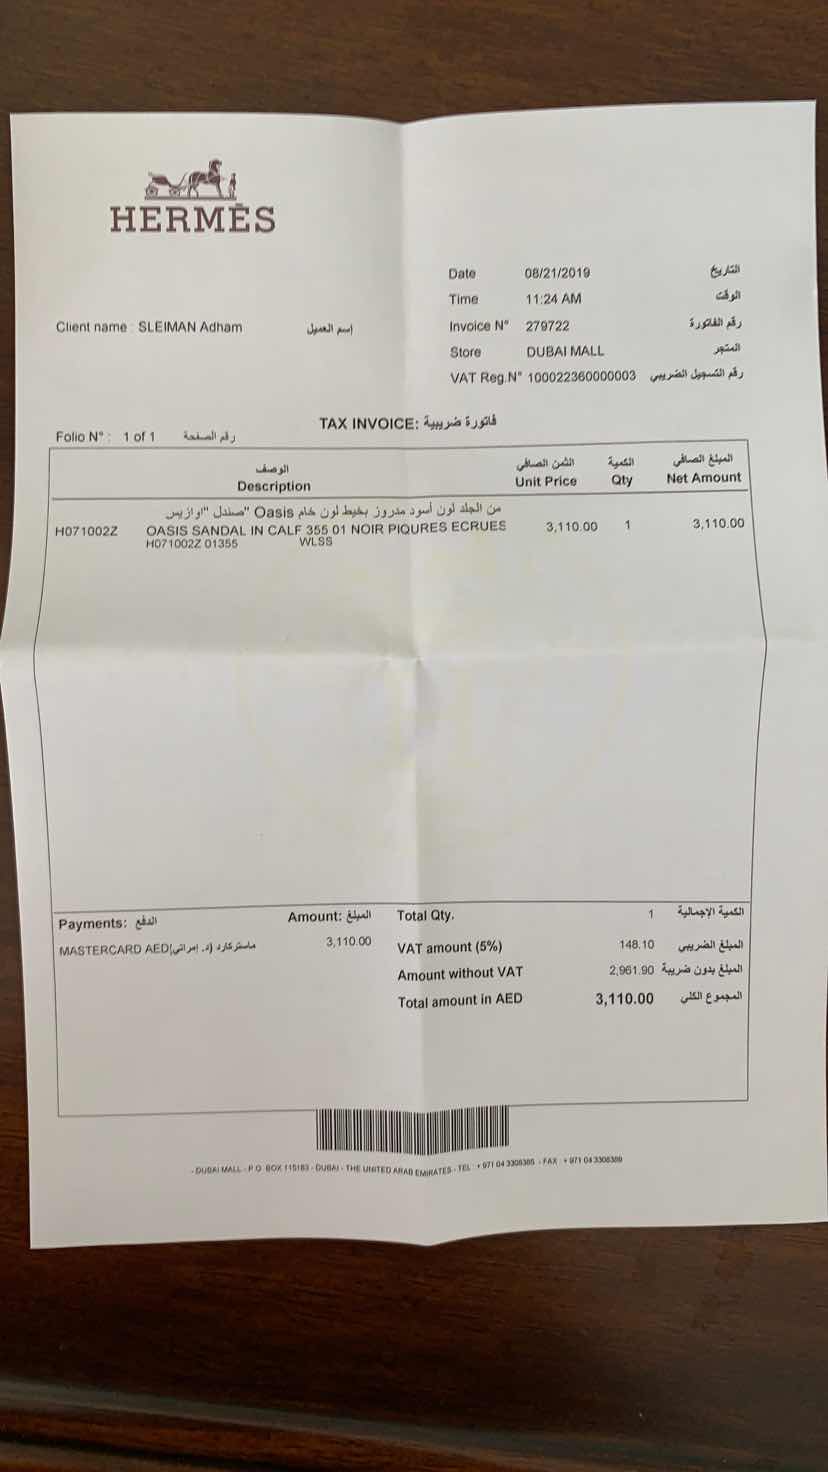 HERMÈS
Date 08/21/2019 التاريخ
Time 11:24 AM الوقت
Client name : SLEIMAN Adham إسم العميل
Invoice N° 279722 رقم الفاتورة
Store DUBAI MALL المتجر
VAT Reg.N° 100022360000003 رقم التسجيل الضريبي
TAX INVOICE: فاتورة ضريبية
Folio N° : 1 of 1 رقم الصفحة
الوصف الثمن الصافي الكمية المبلغ الصافي
Description Unit Price Qty Net Amount
صندل "اوازيس" Oasis من الجلد لون أسود مدروز بخيط لون خام
H071002Z OASIS SANDAL IN CALF 355 01 NOIR PIQURES ECRUES 3,110.00 1 3,110.00
H071002Z 01355 WLSS
Payments: الدفع Amount: المبلغ Total Qty. 1 الكمية الإجمالية
MASTERCARD AED ماستركارد (د. إمراتي) 3,110.00 VAT amount (5%) 148.10 المبلغ الضريبي
Amount without VAT 2,961.90 المبلغ بدون ضريبة
Total amount in AED 3,110.00 المجموع الكلي
- DUBAI MALL - P.O. BOX 115183 - DUBAI - THE UNITED ARAB EMIRATES - TEL : + 971 04 3308385 - FAX : + 971 04 3308389